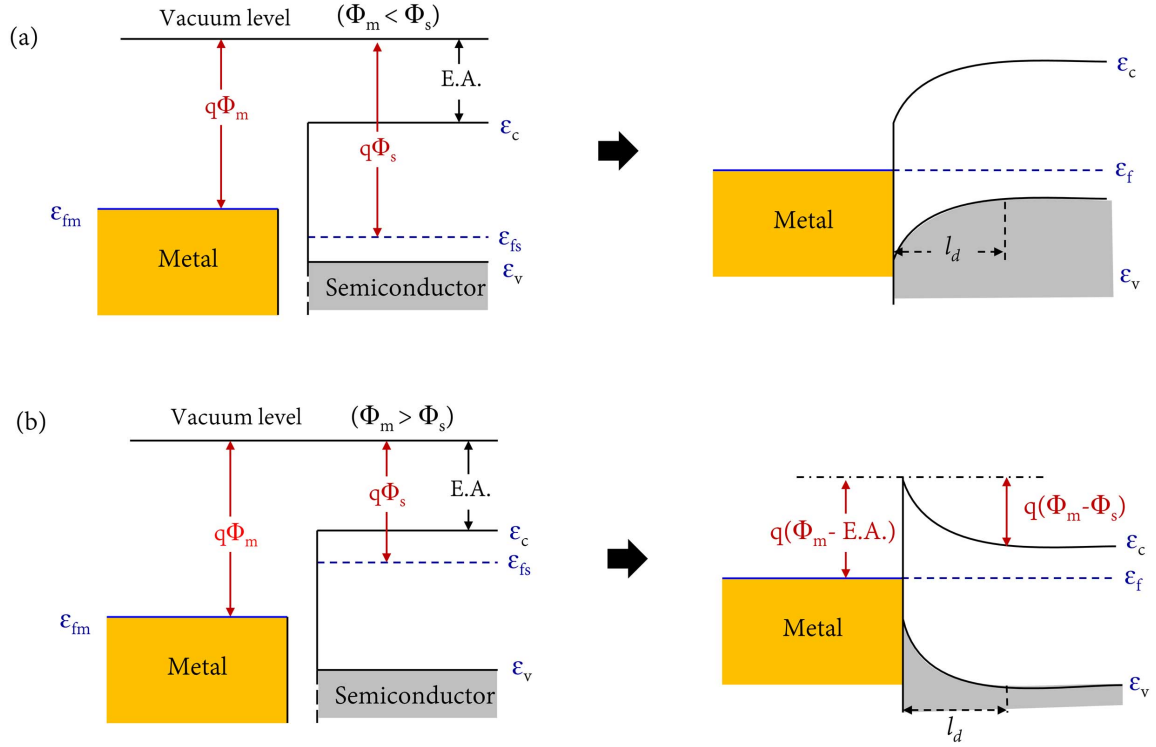 (a)
Vacuum level (Φm < Φs)
E.A.
qΦm
qΦs
εc
εfm
εfs
εv
Metal
Semiconductor
εc
εf
εv
Metal
ld
(b)
Vacuum level (Φm > Φs)
E.A.
qΦs
qΦm
εc
εfs
εfm
εv
Metal
Semiconductor
q(Φm-Φs)
q(Φm- E.A.)
εc
εf
Metal
εv
ld